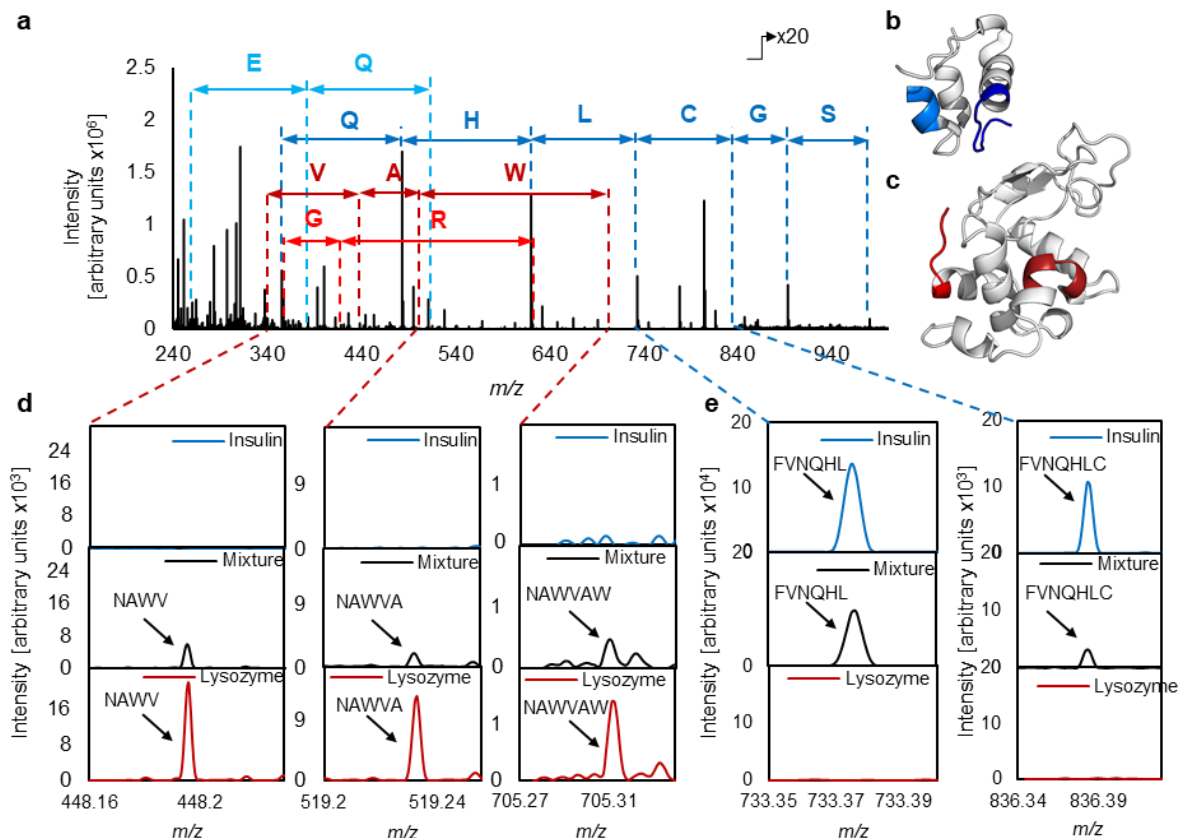 a
b
x20
E Q
Q H L C G S
V A W
G R
Intensity
[arbitrary units x10⁶]
2.5
2
1.5
1
0.5
0
240 340 440 540 640 740 840 940
m/z
c
d
e
Intensity [arbitrary units x10³]
24
16
8
0
24
16
8
0
24
16
8
0
Insulin
Mixture
NAWV
Lysozyme
NAWV
448.16 448.2
m/z
9
0
9
0
9
0
Insulin
Mixture
NAWVA
Lysozyme
NAWVA
519.2 519.24
m/z
1
0
1
0
1
0
Insulin
Mixture
NAWVAW
Lysozyme
NAWVAW
705.27 705.31
m/z
Intensity [arbitrary units x10⁴]
20
10
0
20
10
0
10
0
Insulin
FVNQHL
Mixture
FVNQHL
Lysozyme
733.35 733.37 733.39
m/z
Intensity [arbitrary units x10³]
20
10
0
20
10
0
20
10
0
Insulin
FVNQHLC
Mixture
FVNQHLC
Lysozyme
836.34 836.39
m/z